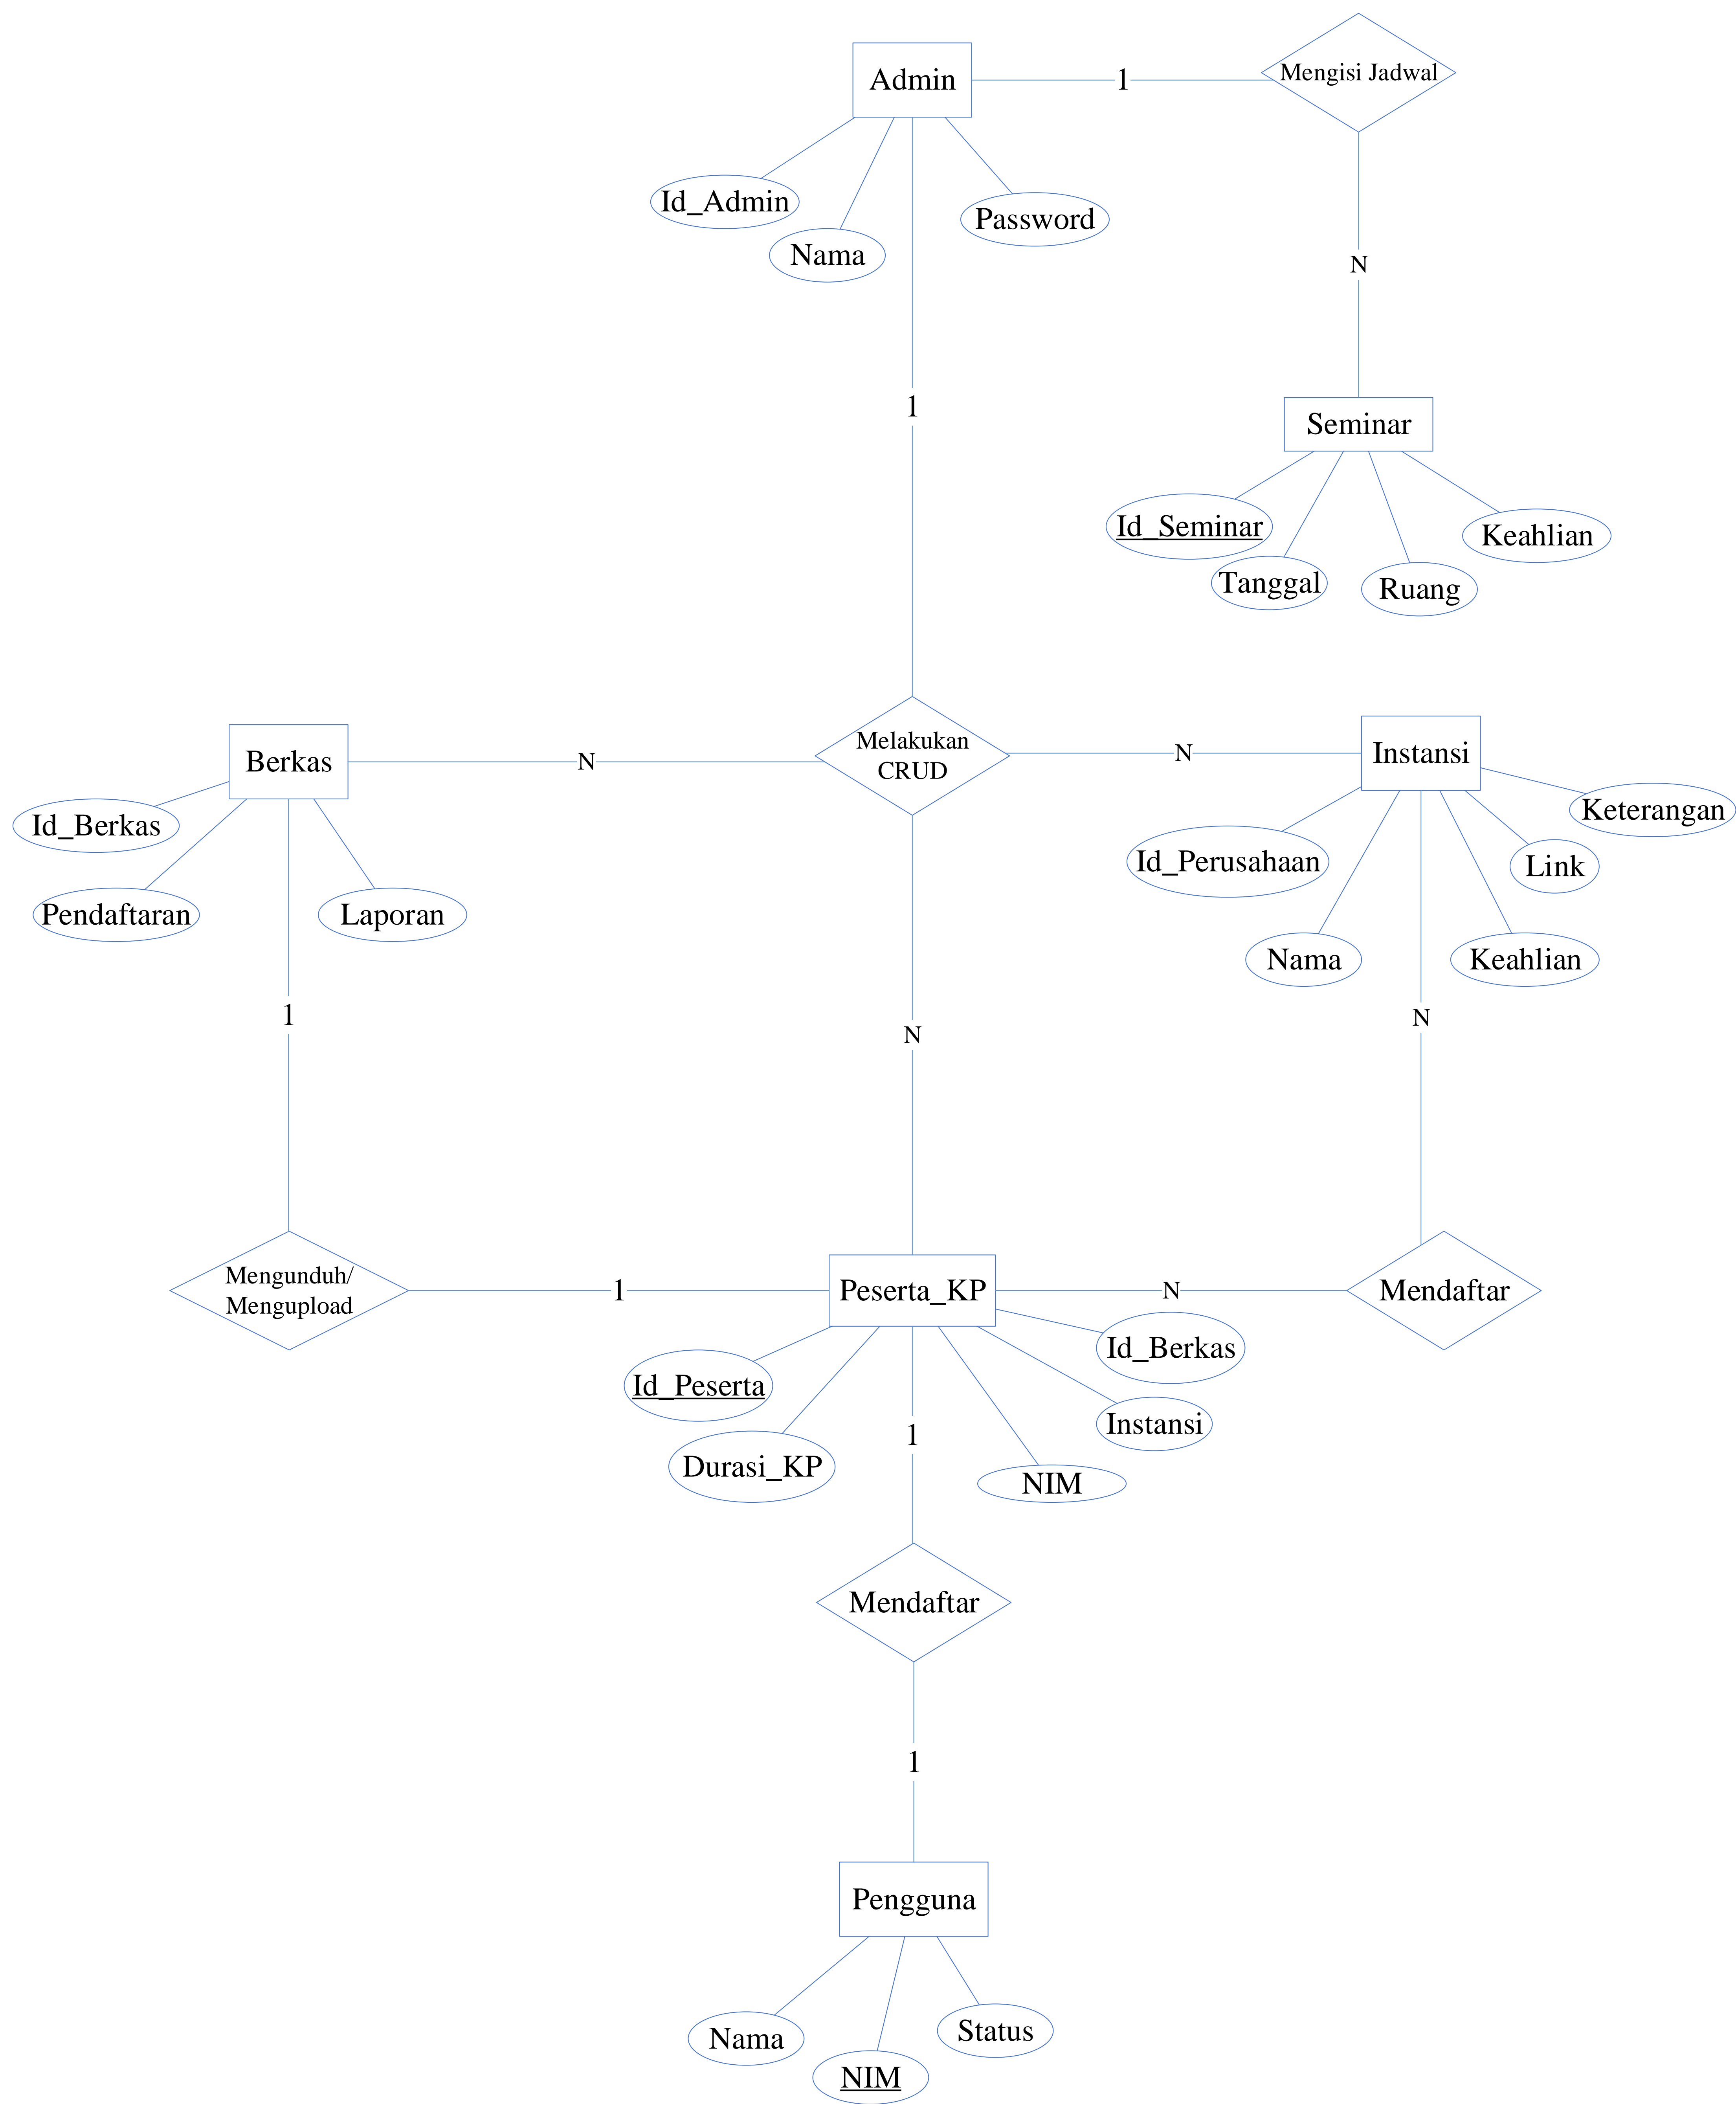 Mengisi Jadwal
Admin
1
Id_Admin
Password
Nama
N
1
Seminar
Id_Seminar
Keahlian
Tanggal
Ruang
Melakukan
CRUD
Berkas
N
N
Instansi
Keterangan
Id_Berkas
Id_Perusahaan
Link
Pendaftaran
Laporan
Nama
Keahlian
1
N
N
Mengunduh/
Mengupload
1
Peserta_KP
N
Mendaftar
Id_Berkas
Id_Peserta
Instansi
1
Durasi_KP
NIM
Mendaftar
1
Pengguna
Nama
Status
NIM